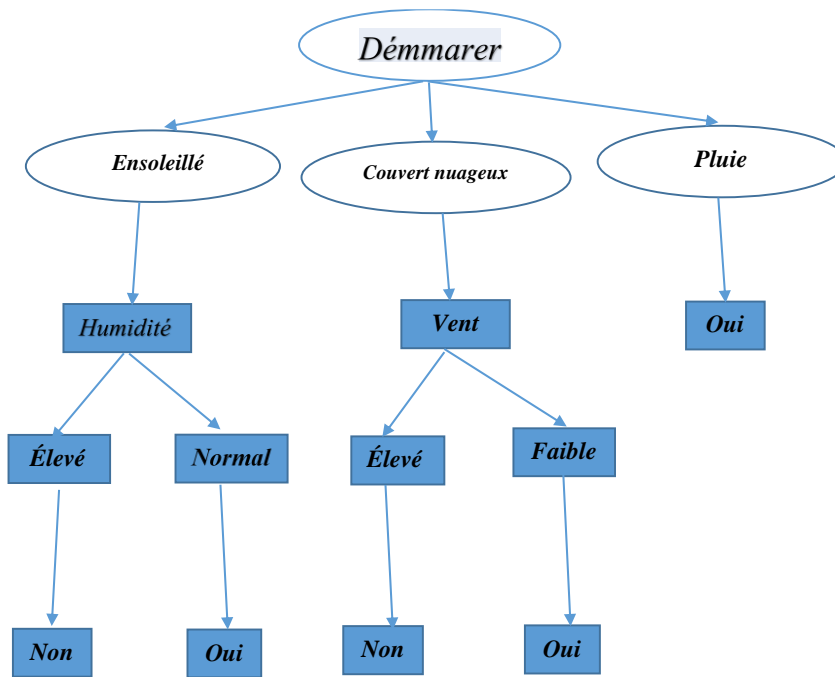 Démmarer
Ensoleillé
Couvert nuageux
Pluie
Humidité
Vent
Oui
Élevé
Normal
Élevé
Faible
Non
Oui
Non
Oui